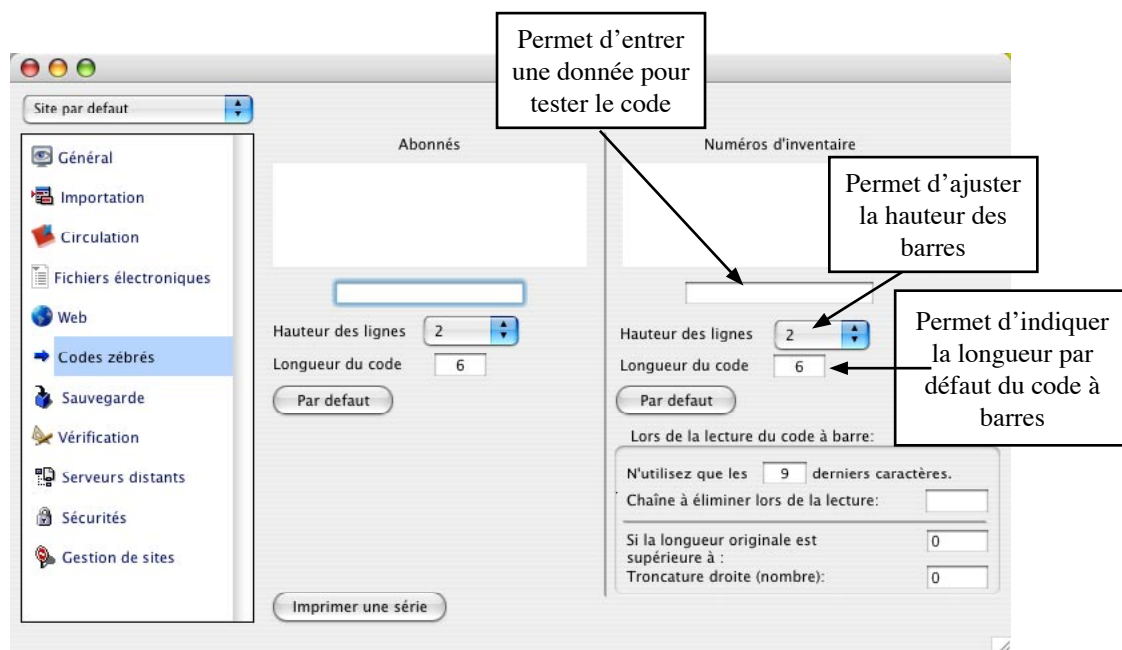 Permet d’entrer
une donnée pour
tester le code
Site par defaut
Général
Importation
Circulation
Fichiers électroniques
Web
Codes zébrés
Sauvegarde
Vérification
Serveurs distants
Sécurités
Gestion de sites
Abonnés
Hauteur des lignes 2
Longueur du code 6
Par defaut
Imprimer une série
Numéros d'inventaire
Permet d’ajuster
la hauteur des
barres
Hauteur des lignes 2
Longueur du code 6
Permet d’indiquer
la longueur par
défaut du code à
barres
Par defaut
Lors de la lecture du code à barre:
N'utilisez que les 9 derniers caractères.
Chaîne à éliminer lors de la lecture:
Si la longueur originale est 0
supérieure à :
Troncature droite (nombre): 0